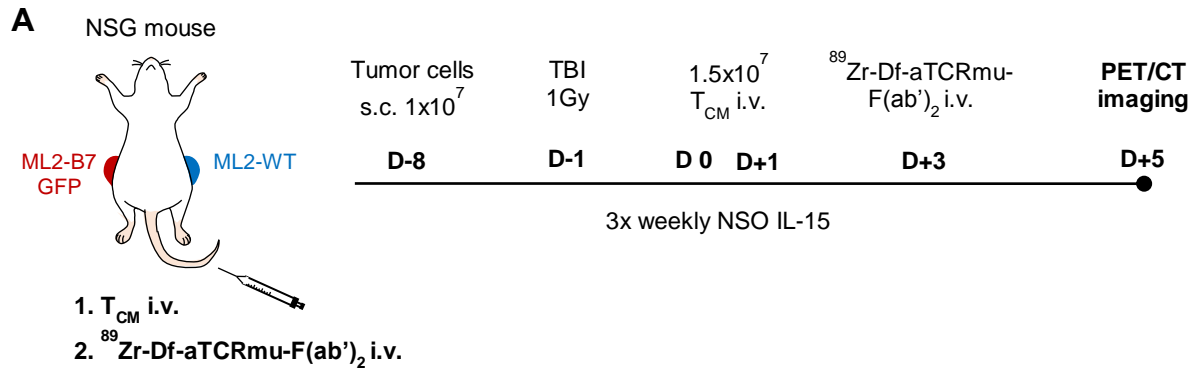 A
NSG mouse
ML2-B7
GFP
ML2-WT
1. T_CM i.v.
2. ⁸⁹Zr-Df-aTCRmu-F(ab')₂ i.v.
Tumor cells
s.c. 1x10⁷
TBI
1Gy
1.5x10⁷
T_CM i.v.
⁸⁹Zr-Df-aTCRmu-
F(ab')₂ i.v.
PET/CT
imaging
D-8
D-1
D 0
D+1
D+3
D+5
3x weekly NSO IL-15